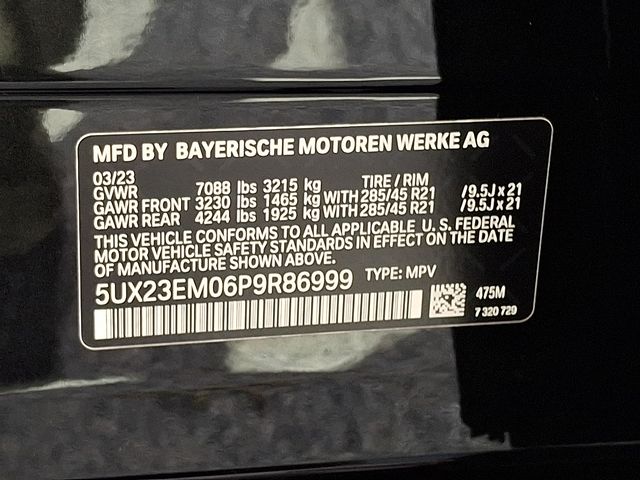 MFD BY BAYERISCHE MOTOREN WERKE AG
03/23 TIRE / RIM
GVWR 7088 lbs 3215 kg
GAWR FRONT 3230 lbs 1465 kg WITH 285/45 R21 /9.5J x 21
GAWR REAR 4244 lbs 1925 kg WITH 285/45 R21 /9.5J x 21
THIS VEHICLE CONFORMS TO ALL APPLICABLE U. S. FEDERAL
MOTOR VEHICLE SAFETY STANDARDS IN EFFECT ON THE DATE
OF MANUFACTURE SHOWN ABOVE.
5UX23EM06P9R86999 TYPE: MPV
475M
7 320 729